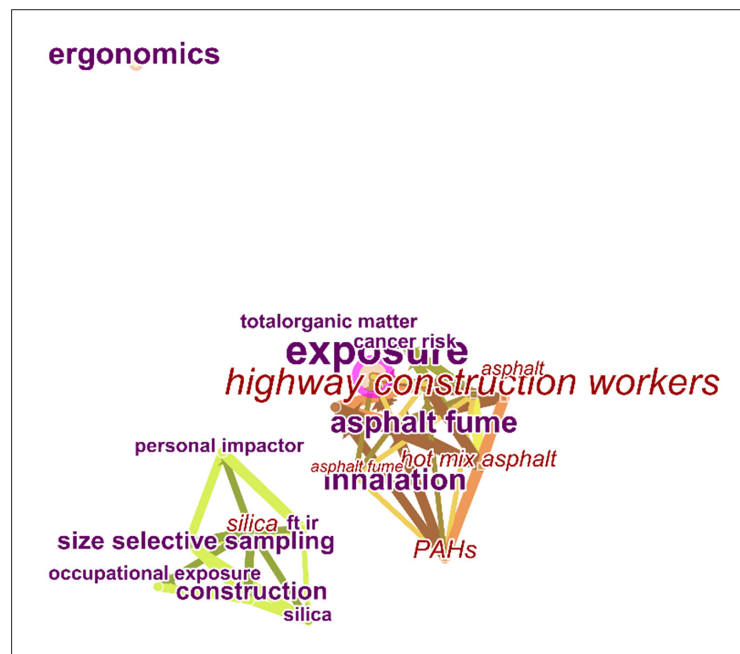 ergonomics
totalorganic matter
cancer risk
exposure
asphalt
highway construction workers
asphalt fume
personal impactor
hot mix asphalt
asphalt fume
inhalation
silica
ft ir
size selective sampling
PAHs
occupational exposure
construction
silica